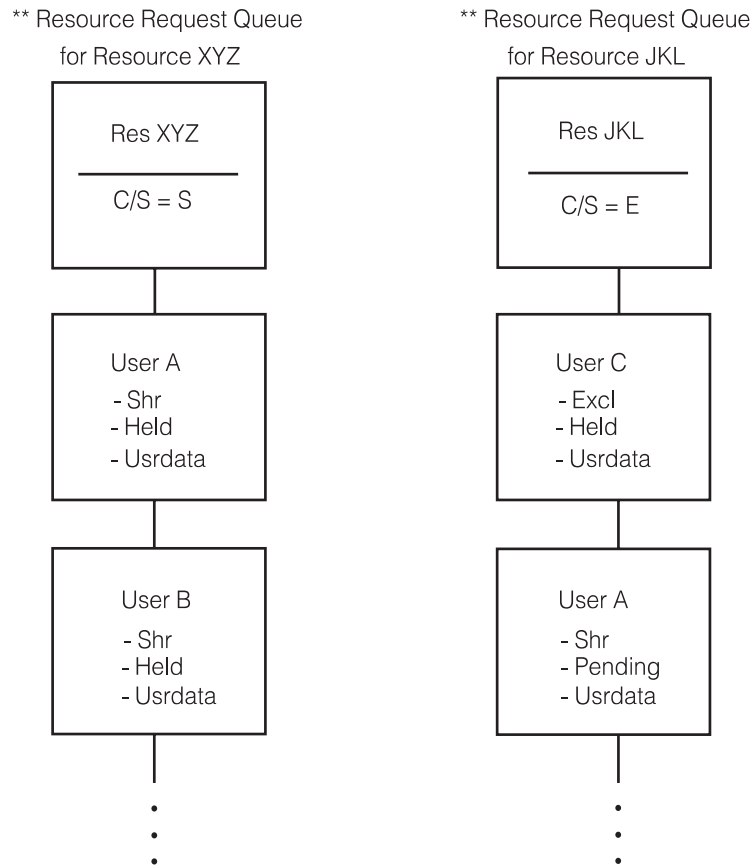 ** Resource Request Queue
for Resource XYZ
Res XYZ
C/S = S
User A
- Shr
- Held
- Usrdata
User B
- Shr
- Held
- Usrdata
** Resource Request Queue
for Resource JKL
Res JKL
C/S = E
User C
- Excl
- Held
- Usrdata
User A
- Shr
- Pending
- Usrdata